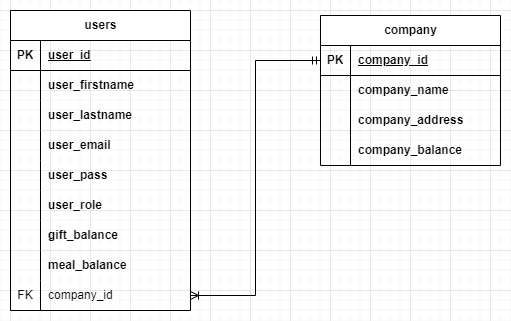 users
PK user_id
user_firstname
user_lastname
user_email
user_pass
user_role
gift_balance
meal_balance
FK company_id
company
PK company_id
company_name
company_address
company_balance